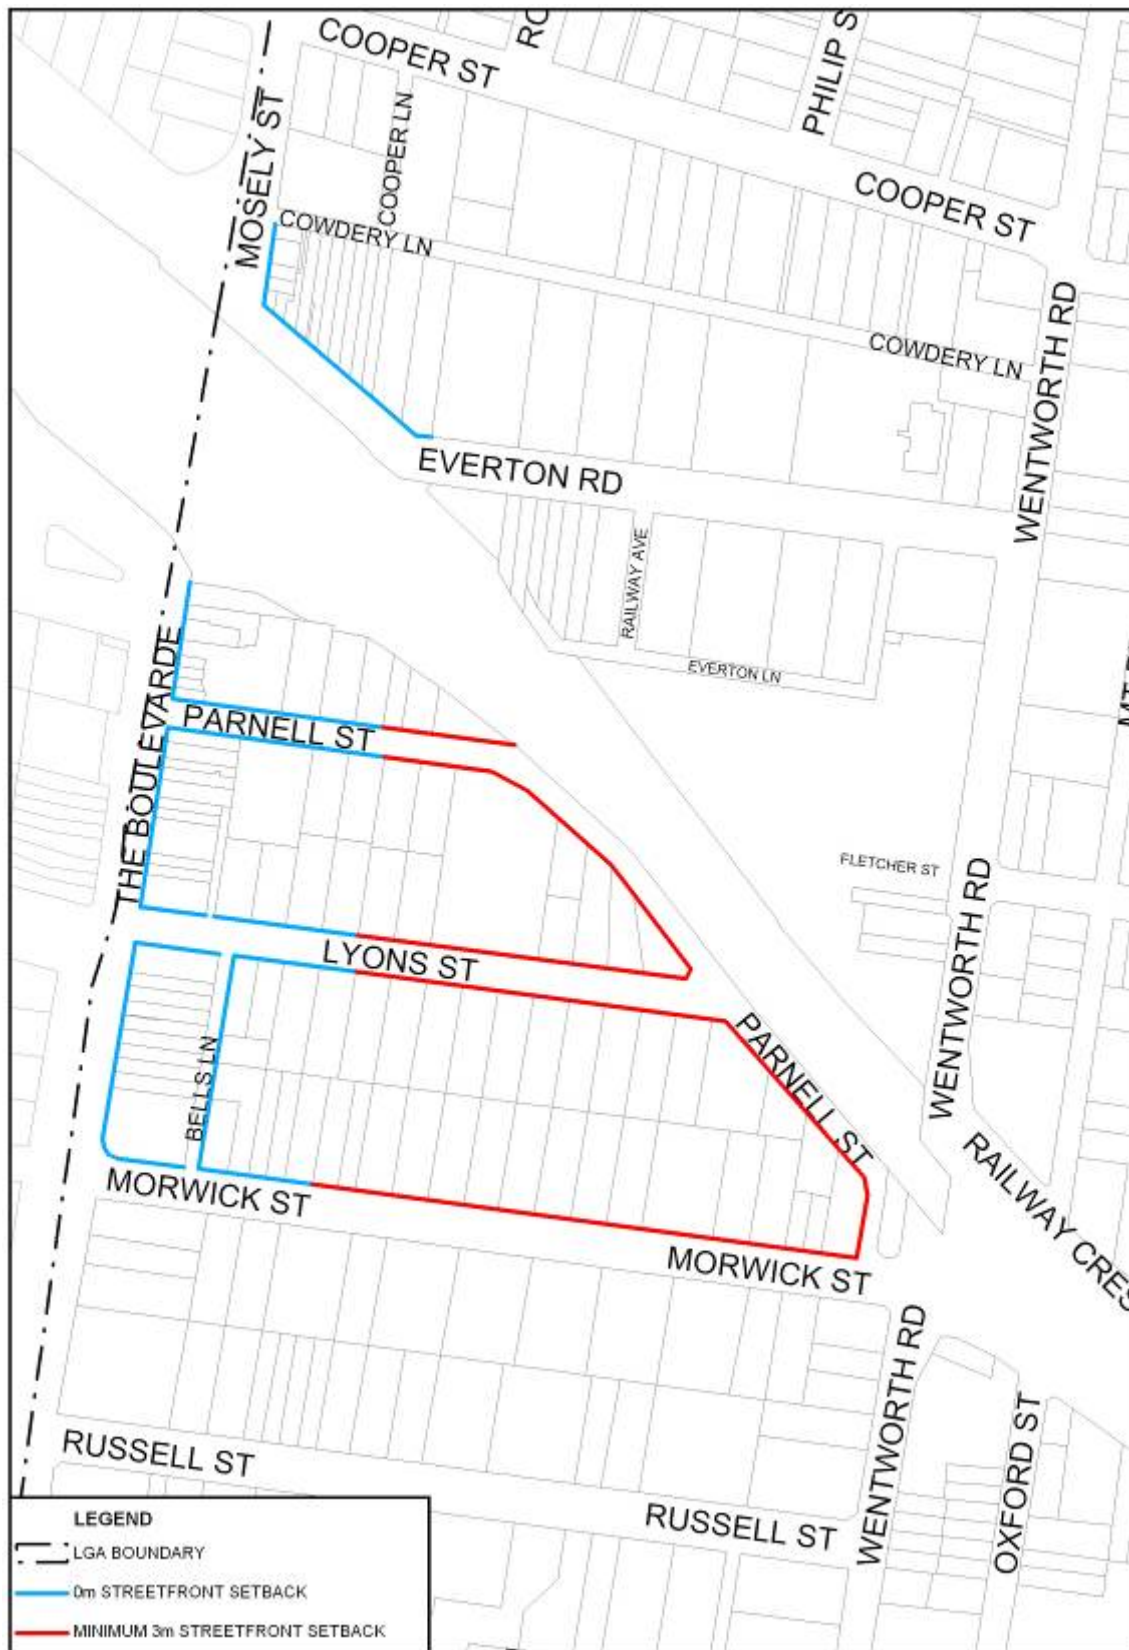 COOPER ST
RO
PHILIP S
MOSELY ST
COOPER LN
COOPER ST
COWDERY LN
WENTWORTH RD
COWDERY LN
EVERTON RD
RAILWAY AVE
EVERTON LN
THE BOULEVARDE
PARNELL ST
FLETCHER ST
WENTWORTH RD
LYONS ST
PARNELL ST
BELLS LN
RAILWAY CRES
MORWICK ST
MORWICK ST
WENTWORTH RD
OXFORD ST
RUSSELL ST
RUSSELL ST
LEGEND
LGA BOUNDARY
0m STREETFRONT SETBACK
MINIMUM 3m STREETFRONT SETBACK